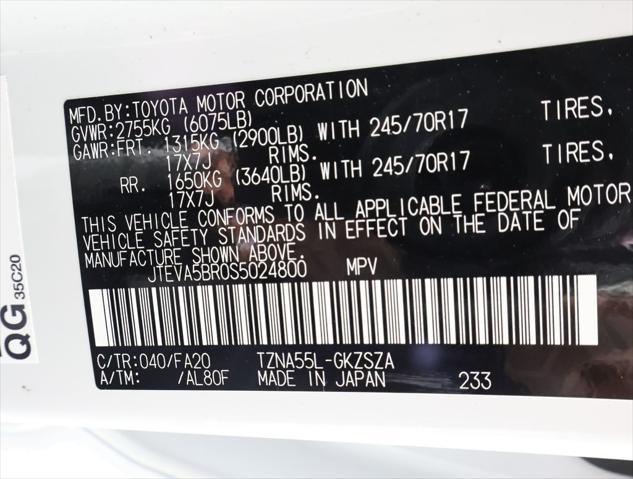 MFD.BY:TOYOTA MOTOR CORPORATION
GVWR:2755KG (6075LB)
GAWR:FRT. 1315KG (2900LB) WITH 245/70R17 TIRES,
17X7J RIMS.
RR. 1650KG (3640LB) WITH 245/70R17 TIRES,
17X7J RIMS.
THIS VEHICLE CONFORMS TO ALL APPLICABLE FEDERAL MOTOR
VEHICLE SAFETY STANDARDS IN EFFECT ON THE DATE OF
MANUFACTURE SHOWN ABOVE.
JTEVA5BR0S5024800 MPV
C/TR:040/FA20 TZNA55L-GKZSZA
A/TM: /AL80F MADE IN JAPAN 233
QG 35C20